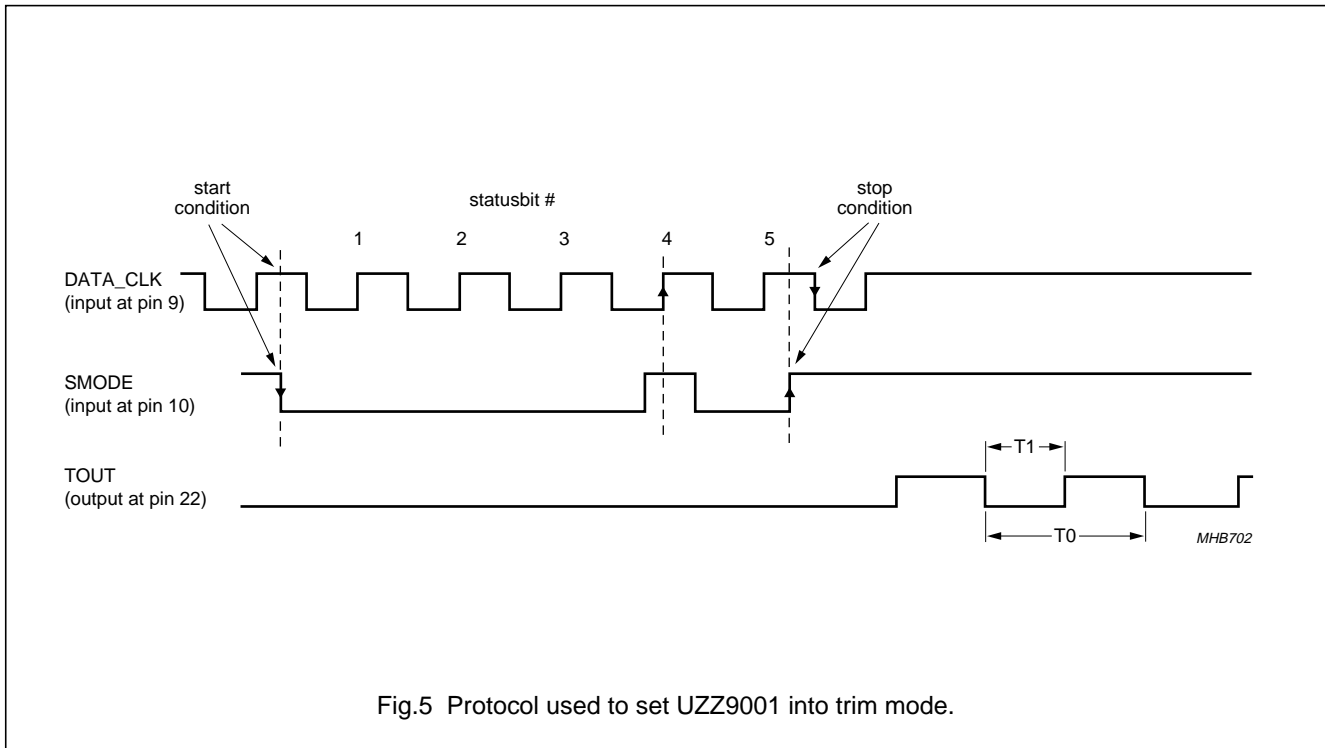 start
condition
statusbit #
stop
condition
1 2 3 4 5
DATA_CLK
(input at pin 9)
SMODE
(input at pin 10)
T1
TOUT
(output at pin 22)
T0
MHB702
Fig.5 Protocol used to set UZZ9001 into trim mode.